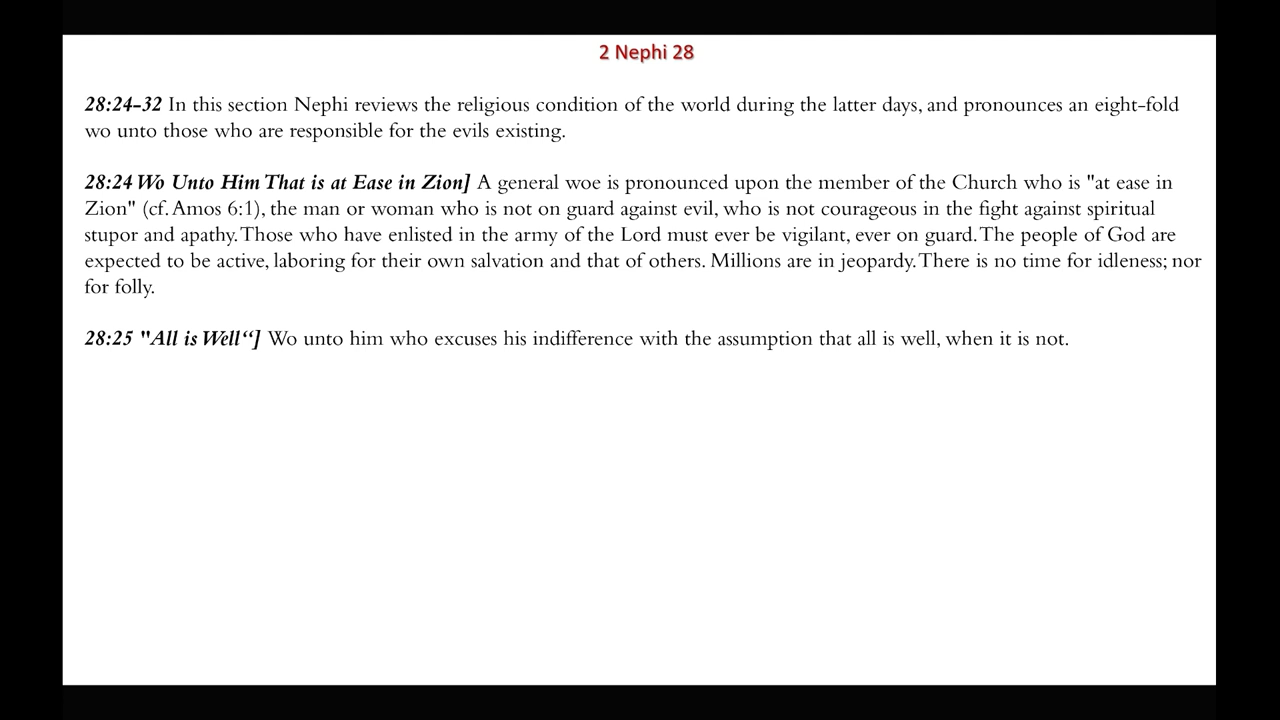 2 Nephi 28
28:24-32 In this section Nephi reviews the religious condition of the world during the latter days, and pronounces an eight-fold
wo unto those who are responsible for the evils existing.
28:24 Wo Unto Him That is at Ease in Zion] A general woe is pronounced upon the member of the Church who is "at ease in
Zion" (cf. Amos 6:1), the man or woman who is not on guard against evil, who is not courageous in the fight against spiritual
stupor and apathy. Those who have enlisted in the army of the Lord must ever be vigilant, ever on guard. The people of God are
expected to be active, laboring for their own salvation and that of others. Millions are in jeopardy. There is no time for idleness; nor
for folly.
28:25 "All is Well“] Wo unto him who excuses his indifference with the assumption that all is well, when it is not.